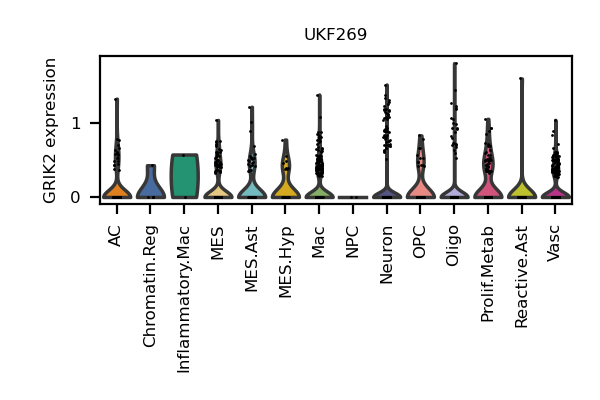 UKF269
GRIK2 expression
1
0
AC
Chromatin.Reg
Inflammatory.Mac
MES
MES.Ast
MES.Hyp
Mac
NPC
Neuron
OPC
Oligo
Prolif.Metab
Reactive.Ast
Vasc